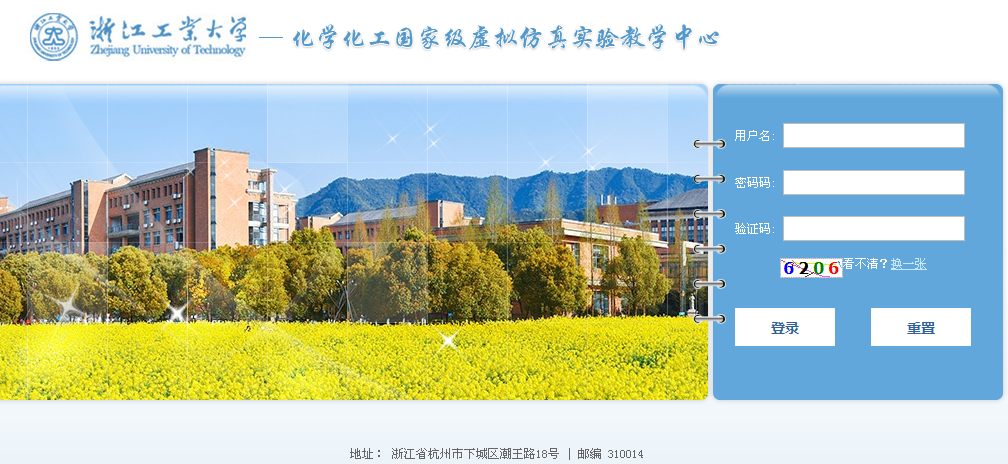 浙江工业大学
Zhejiang University of Technology
化学化工国家级虚拟仿真实验教学中心
用户名:
密码码:
验证码:
6206 看不清？换一张
登录 重置
地址： 浙江省杭州市下城区潮王路18号 | 邮编 310014